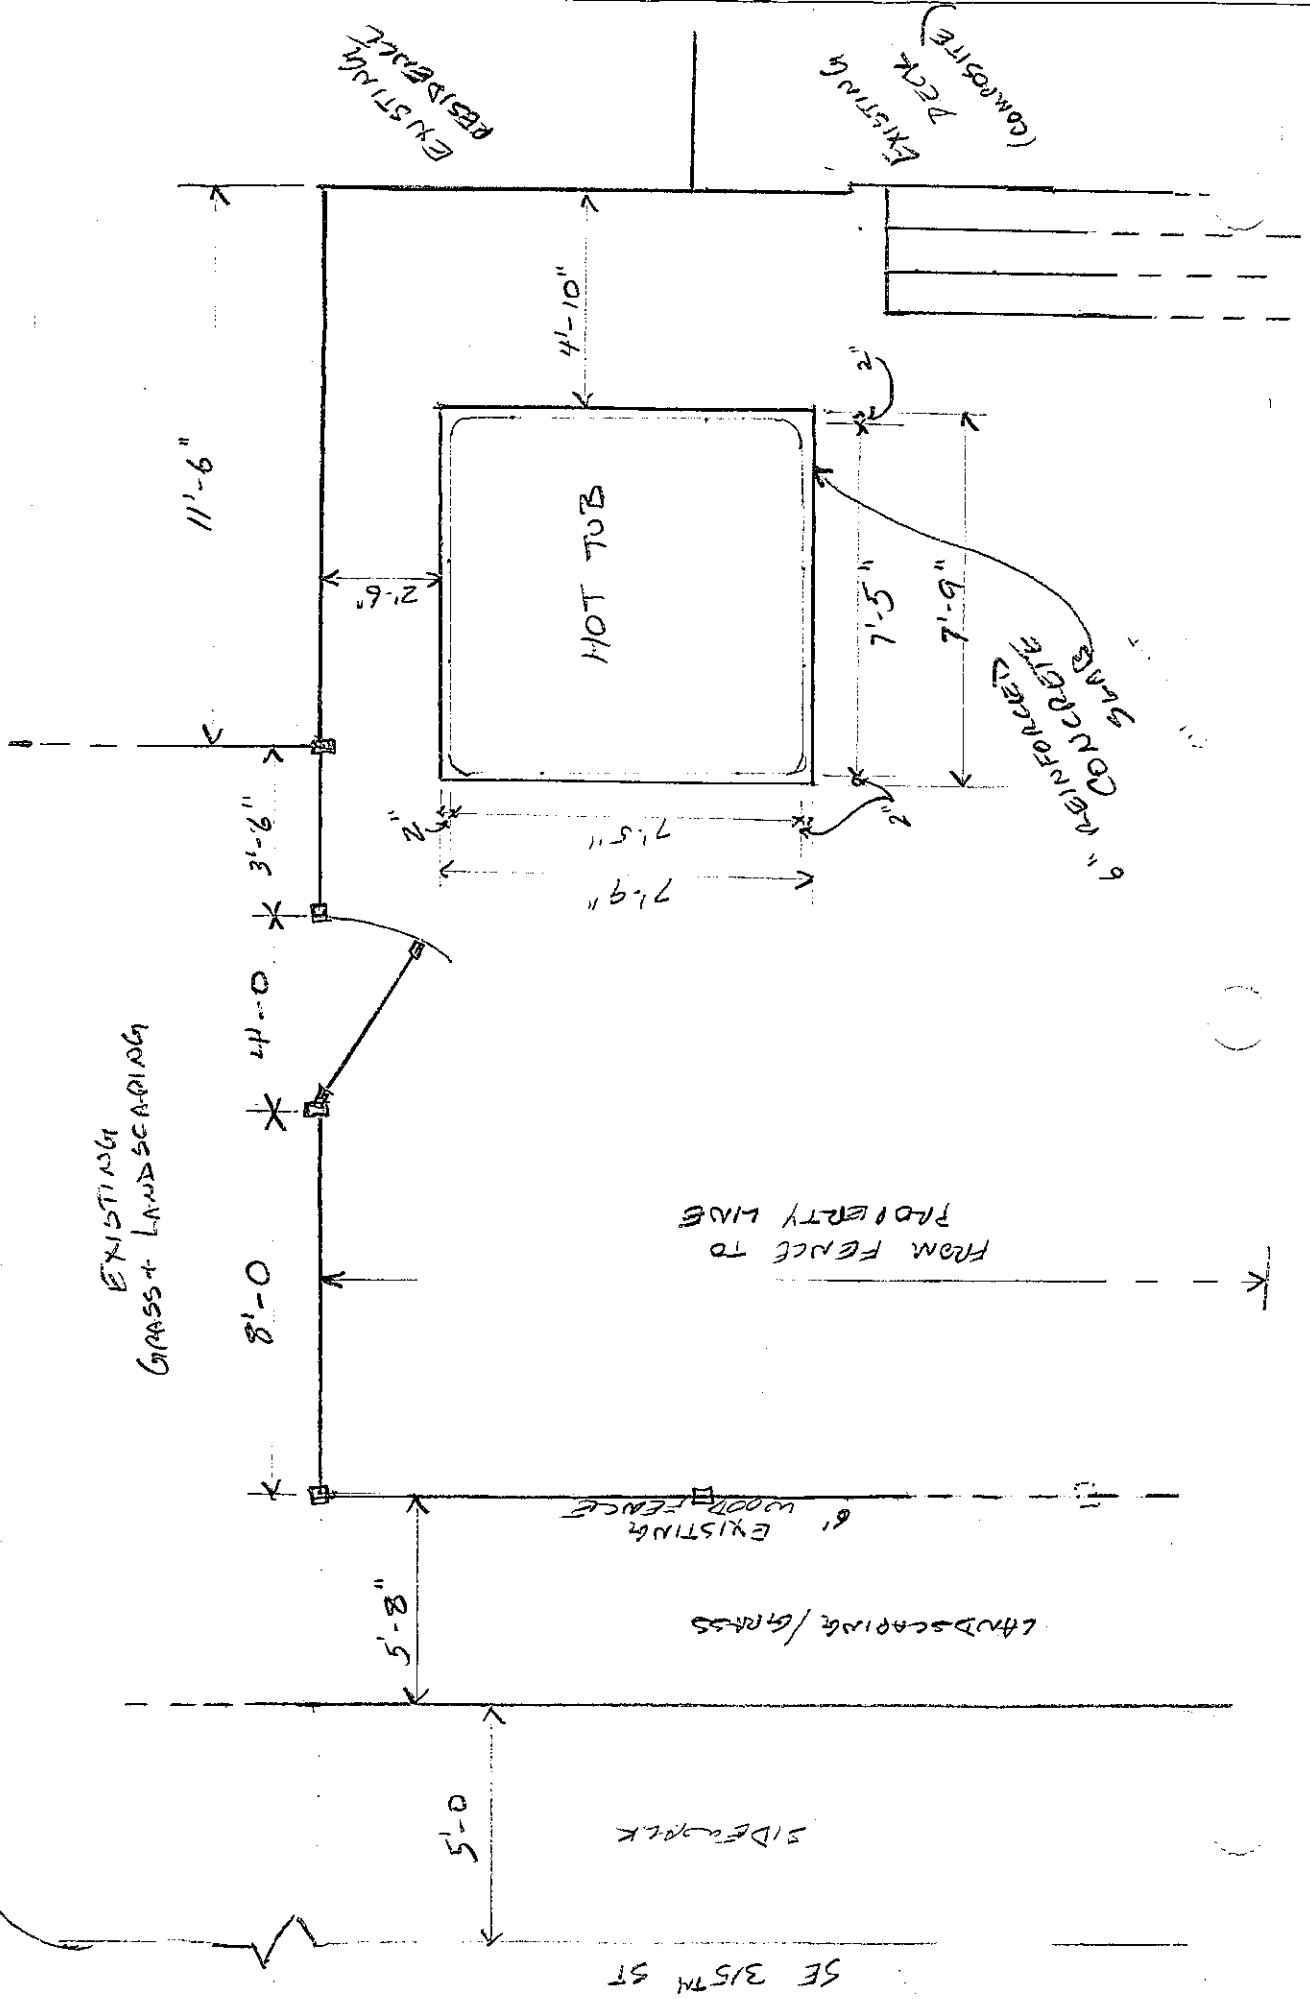 EXISTING
RESIDENCE
EXISTING
DECK
(COMPOSITE)
11'-6"
4'-10"
2'-6"
HOT TUB
2"
7'-5"
7'-9"
6" REINFORCED
CONCRETE
SLAB
2"
7'-5"
2"
7'-9"
3'-6"
4'-0
8'-0
EXISTING
GRASS + LANDSCAPING
FROM FENCE TO
PROPERTY LINE
6' EXISTING
WOOD FENCE
5'-8"
LANDSCAPING/GRASS
5'-0
SIDEWALK
SE 315TH ST